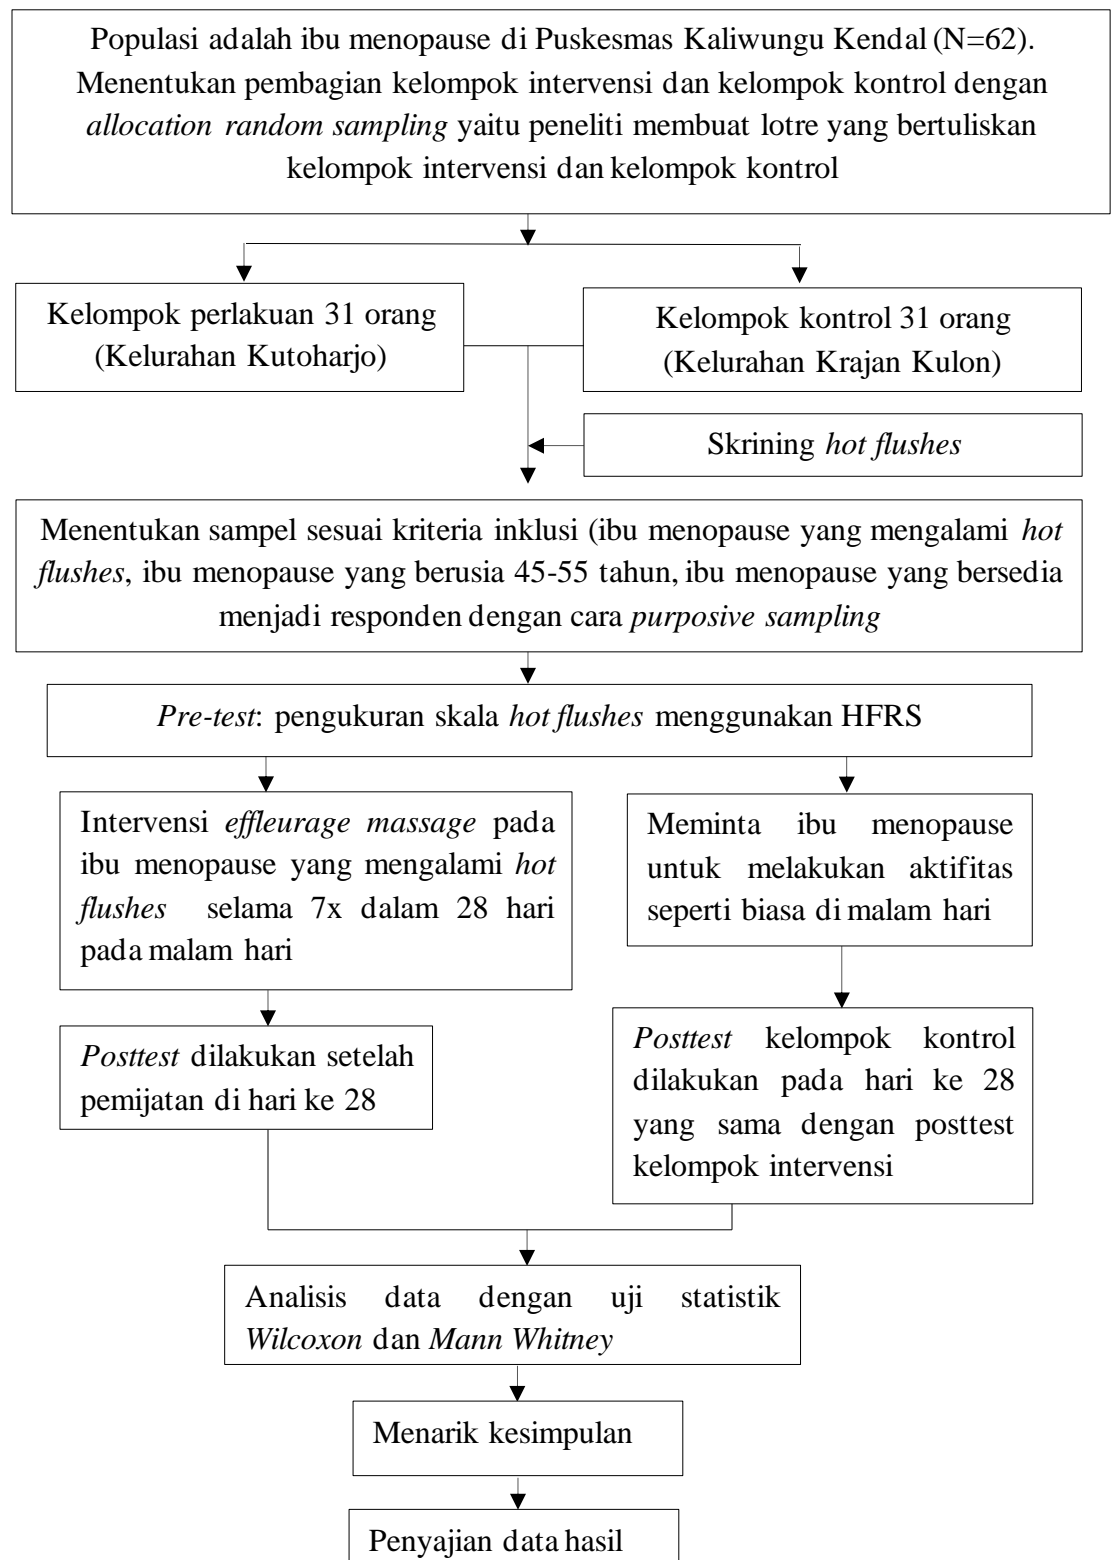 Populasi adalah ibu menopause di Puskesmas Kaliwungu Kendal (N=62).
Menentukan pembagian kelompok intervensi dan kelompok kontrol dengan
allocation random sampling yaitu peneliti membuat lotre yang bertuliskan
kelompok intervensi dan kelompok kontrol
Kelompok perlakuan 31 orang
(Kelurahan Kutoharjo)
Kelompok kontrol 31 orang
(Kelurahan Krajan Kulon)
Skrining hot flushes
Menentukan sampel sesuai kriteria inklusi (ibu menopause yang mengalami hot
flushes, ibu menopause yang berusia 45-55 tahun, ibu menopause yang bersedia
menjadi responden dengan cara purposive sampling
Pre-test: pengukuran skala hot flushes menggunakan HFRS
Intervensi effleurage massage pada
ibu menopause yang mengalami hot
flushes selama 7x dalam 28 hari
pada malam hari
Meminta ibu menopause
untuk melakukan aktifitas
seperti biasa di malam hari
Posttest dilakukan setelah
pemijatan di hari ke 28
Posttest kelompok kontrol
dilakukan pada hari ke 28
yang sama dengan posttest
kelompok intervensi
Analisis data dengan uji statistik
Wilcoxon dan Mann Whitney
Menarik kesimpulan
Penyajian data hasil